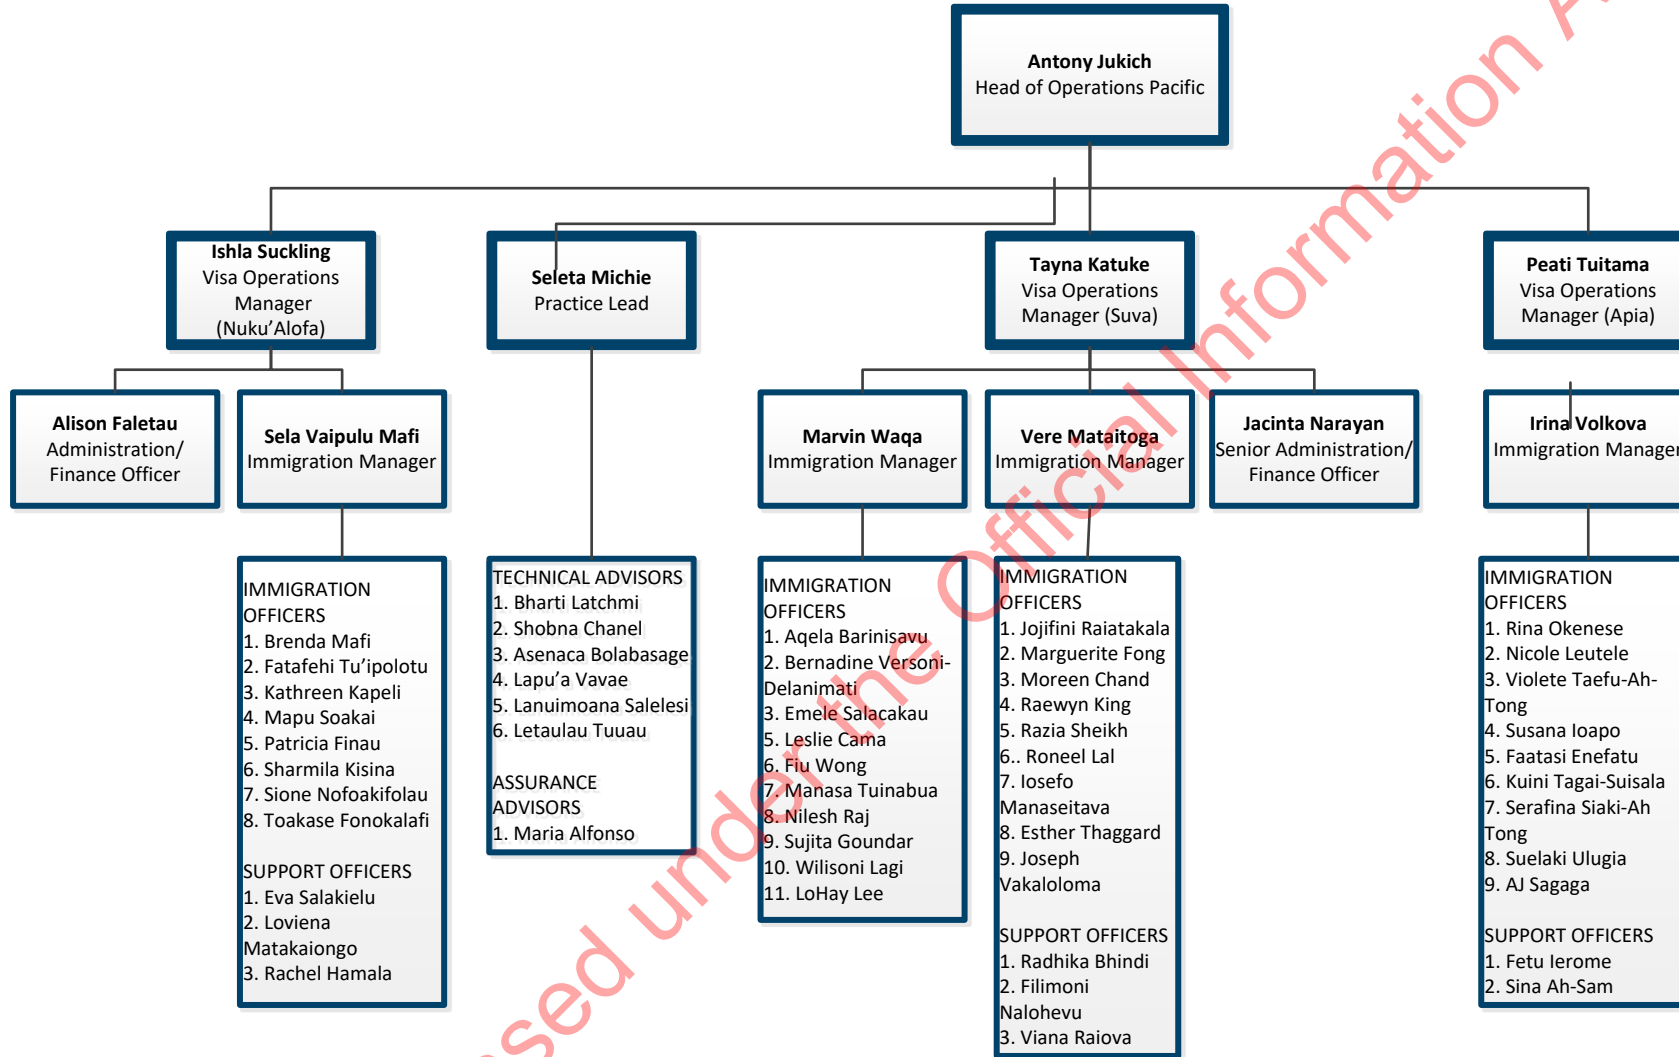 Antony Jukich
Head of Operations Pacific
Ishla Suckling
Visa Operations
Manager
(Nuku’Alofa)
Seleta Michie
Practice Lead
Tayna Katuke
Visa Operations
Manager (Suva)
Peati Tuitama
Visa Operations
Manager (Apia)
Alison Faletau
Administration/
Finance Officer
Sela Vaipulu Mafi
Immigration Manager
Marvin Waqa
Immigration Manager
Vere Mataitoga
Immigration Manager
Jacinta Narayan
Senior Administration/
Finance Officer
Irina Volkova
Immigration Manager
IMMIGRATION
OFFICERS
1. Brenda Mafi
2. Fatafehi Tu’ipolotu
3. Kathreen Kapeli
4. Mapu Soakai
5. Patricia Finau
6. Sharmila Kisina
7. Sione Nofoakifolau
8. Toakase Fonokalafi
SUPPORT OFFICERS
1. Eva Salakielu
2. Loviena
Matakaiongo
3. Rachel Hamala
TECHNICAL ADVISORS
1. Bharti Latchmi
2. Shobna Chanel
3. Asenaca Bolabasage
4. Lapu’a Vavae
5. Lanuimoana Salelesi
6. Letaulau Tuuau
ASSURANCE
ADVISORS
1. Maria Alfonso
IMMIGRATION
OFFICERS
1. Aqela Barinisavu
2. Bernadine Versoni-
Delanimati
3. Emele Salacakau
5. Leslie Cama
6. Fiu Wong
7. Manasa Tuinabua
8. Nilesh Raj
9. Sujita Goundar
10. Wilisoni Lagi
11. LoHay Lee
IMMIGRATION
OFFICERS
1. Jojifini Raiatakala
2. Marguerite Fong
3. Moreen Chand
4. Raewyn King
5. Razia Sheikh
6.. Roneel Lal
7. Iosefo
Manaseitava
8. Esther Thaggard
9. Joseph
Vakaloloma
SUPPORT OFFICERS
1. Radhika Bhindi
2. Filimoni
Nalohevu
3. Viana Raiova
IMMIGRATION
OFFICERS
1. Rina Okenese
2. Nicole Leutele
3. Violete Taefu-Ah-
Tong
4. Susana Ioapo
5. Faatasi Enefatu
6. Kuini Tagai-Suisala
7. Serafina Siaki-Ah
Tong
8. Suelaki Ulugia
9. AJ Sagaga
SUPPORT OFFICERS
1. Fetu Ierome
2. Sina Ah-Sam
sed under the Official Information A